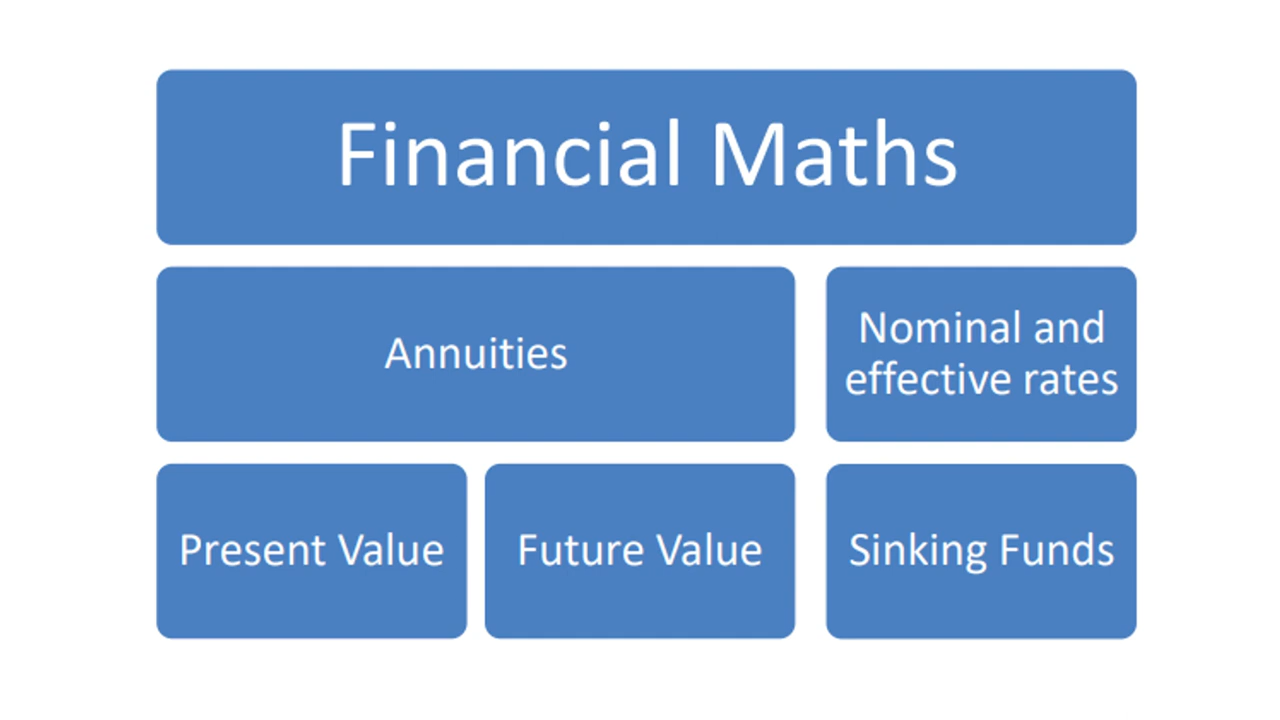 Financial Maths
Annuities
Nominal and
effective rates
Present Value
Future Value
Sinking Funds